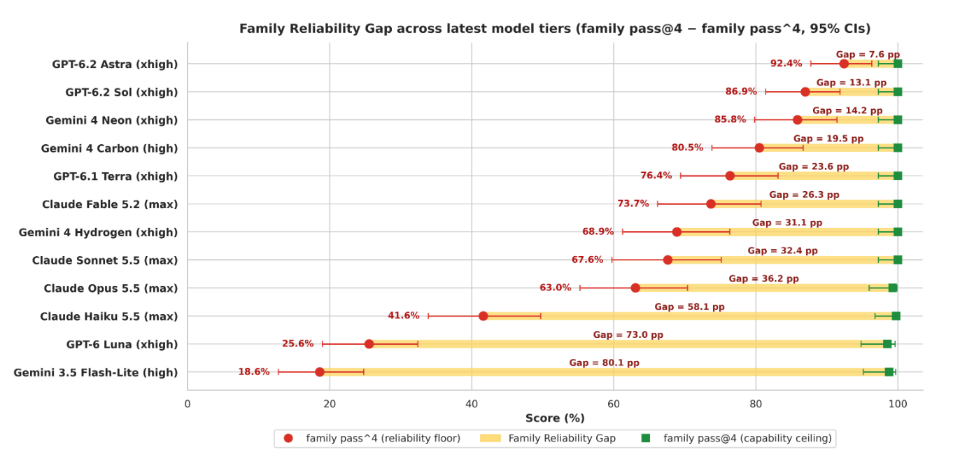 Family Reliability Gap across latest model tiers (family pass@4 − family pass^4, 95% CIs)
GPT-6.2 Astra (xhigh) 92.4% Gap = 7.6 pp
GPT-6.2 Sol (xhigh) 86.9% Gap = 13.1 pp
Gemini 4 Neon (xhigh) 85.8% Gap = 14.2 pp
Gemini 4 Carbon (high) 80.5% Gap = 19.5 pp
GPT-6.1 Terra (xhigh) 76.4% Gap = 23.6 pp
Claude Fable 5.2 (max) 73.7% Gap = 26.3 pp
Gemini 4 Hydrogen (xhigh) 68.9% Gap = 31.1 pp
Claude Sonnet 5.5 (max) 67.6% Gap = 32.4 pp
Claude Opus 5.5 (max) 63.0% Gap = 36.2 pp
Claude Haiku 5.5 (max) 41.6% Gap = 58.1 pp
GPT-6 Luna (xhigh) 25.6% Gap = 73.0 pp
Gemini 3.5 Flash-Lite (high) 18.6% Gap = 80.1 pp
0 20 40 60 80 100
Score (%)
family pass^4 (reliability floor) Family Reliability Gap family pass@4 (capability ceiling)